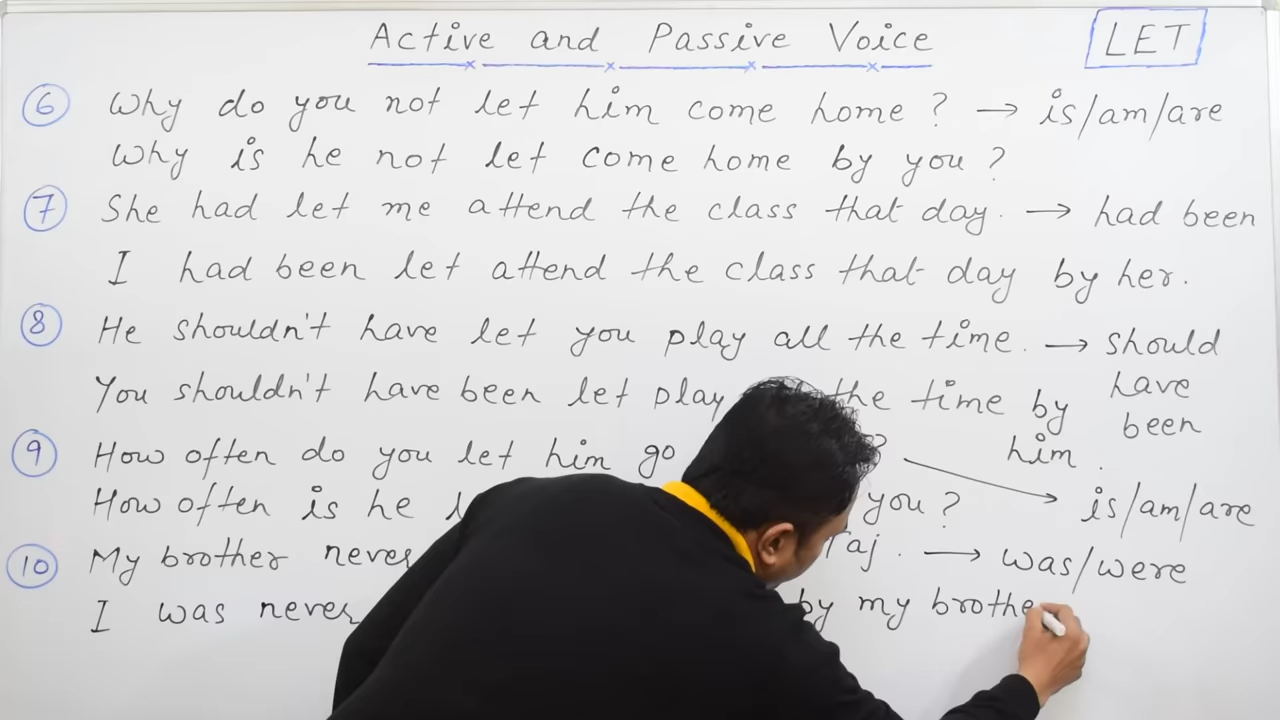 Active and Passive Voice LET
6 Why do you not let him come home? → is/am/are
Why is he not let come home by you?
7 She had let me attend the class that day. → had been
I had been let attend the class that day by her.
8 He shouldn't have let you play all the time. → should
have
been
You shouldn't have been let play the time by
him.
9 How often do you let him go ? → is/am/are
How often is he you?
10 My brother never Taj. → was/were
I was never by my brothe